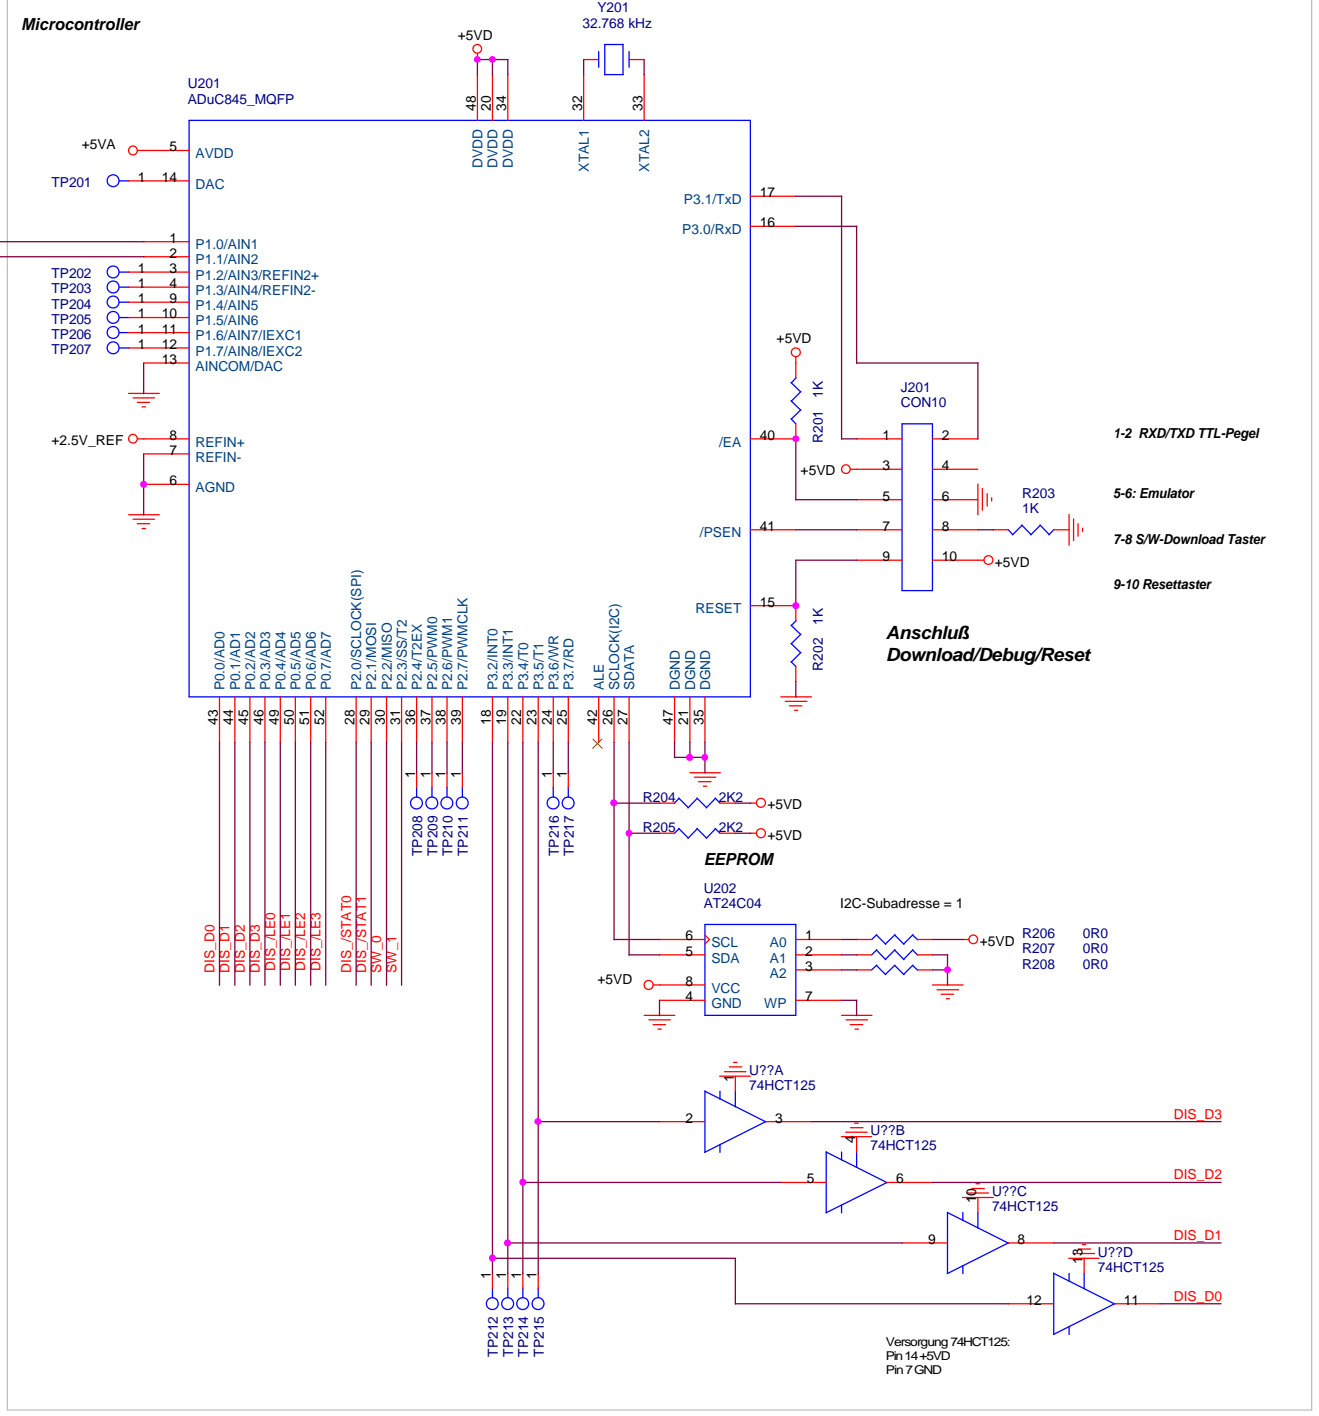 Microcontroller
Y201
32.768 kHz
+5VD
U201
ADuC845_MQFP
48
20
34
32
33
DVDD
DVDD
DVDD
XTAL1
XTAL2
+5VA
5
AVDD
TP201
1
14
DAC
P3.1/TxD
17
P3.0/RxD
16
1
P1.0/AIN1
2
P1.1/AIN2
TP202
1
3
P1.2/AIN3/REFIN2+
TP203
1
4
P1.3/AIN4/REFIN2-
TP204
1
9
P1.4/AIN5
TP205
1
10
P1.5/AIN6
TP206
1
11
P1.6/AIN7/IEXC1
TP207
1
12
P1.7/AIN8/IEXC2
13
AINCOM/DAC
+5VD
R201 1K
J201
CON10
+2.5V_REF
8
REFIN+
7
REFIN-
6
AGND
/EA
40
1
2
1-2 RXD/TXD TTL-Pegel
+5VD
3
4
5
6
5-6: Emulator
R203
1K
/PSEN
41
7
8
7-8 S/W-Download Taster
9
10
+5VD
9-10 Resettaster
RESET
15
R202 1K
Anschluß
Download/Debug/Reset
P0.0/AD0
P0.1/AD1
P0.2/AD2
P0.3/AD3
P0.4/AD4
P0.5/AD5
P0.6/AD6
P0.7/AD7
P2.0/SCLOCK(SPI)
P2.1/MOSI
P2.2/MISO
P2.3/SS/T2
P2.4/T2EX
P2.5/PWM0
P2.6/PWM1
P2.7/PWMCLK
P3.2/INT0
P3.3/INT1
P3.4/T0
P3.5/T1
P3.6/WR
P3.7/RD
ALE
SCLOCK(I2C)
SDATA
DGND
DGND
DGND
43
44
45
46
49
50
51
52
28
29
30
31
36
37
38
39
18
19
22
23
24
25
42
26
27
47
21
35
1
1
1
1
1
1
TP208
TP209
TP210
TP211
TP216
TP217
R204
2K2
+5VD
R205
2K2
+5VD
EEPROM
DIS_D0
DIS_D1
DIS_D2
DIS_D3
DIS_/LE0
DIS_/LE1
DIS_/LE2
DIS_/LE3
DIS_/STAT0
DIS_/STAT1
SW_0
SW_1
U202
AT24C04
I2C-Subadresse = 1
6
SCL
A0
1
+5VD
R206 0R0
5
SDA
A1
2
R207 0R0
A2
3
R208 0R0
+5VD
8
VCC
4
GND
WP
7
1
U??A
74HCT125
2
3
DIS_D3
4
U??B
74HCT125
5
6
DIS_D2
10
U??C
74HCT125
9
8
DIS_D1
13
U??D
74HCT125
12
11
DIS_D0
1
1
1
1
TP212
TP213
TP214
TP215
Versorgung 74HCT125:
Pin 14 +5VD
Pin 7 GND